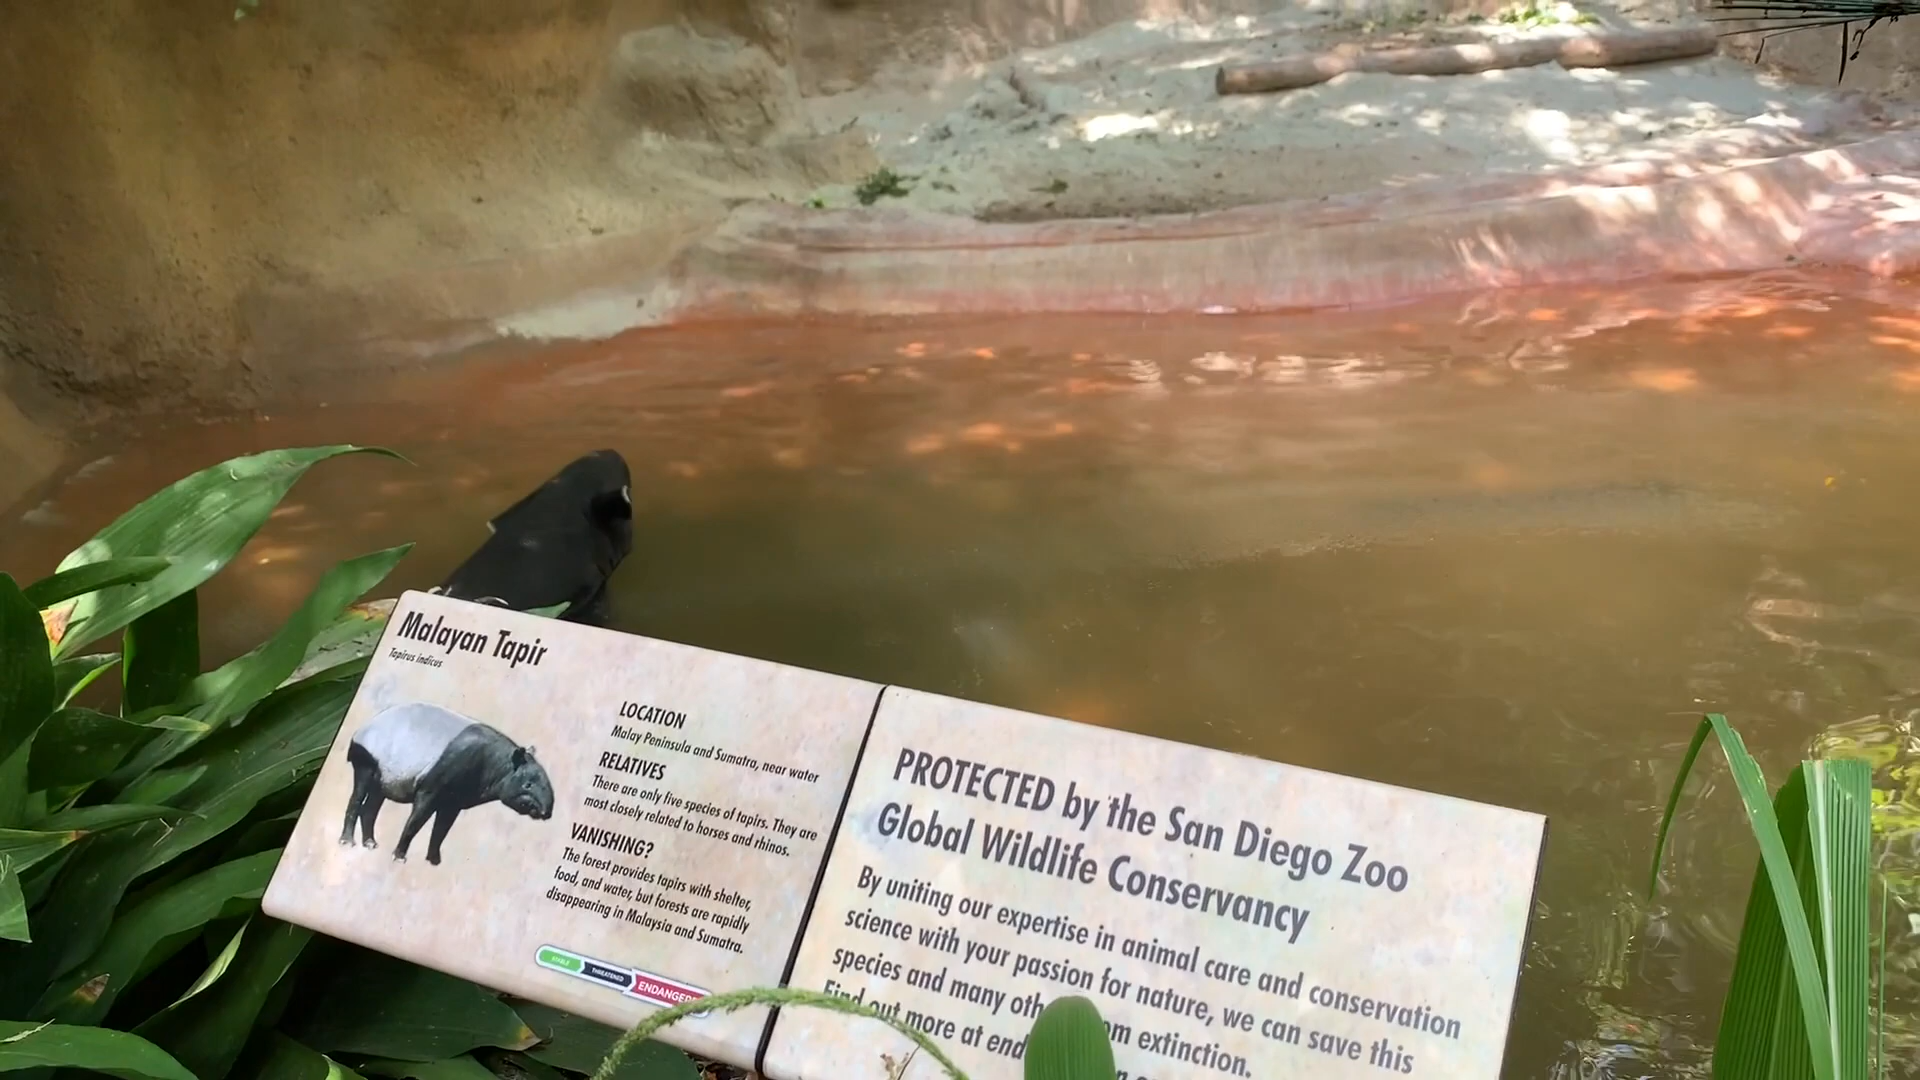 Malayan Tapir
Tapirus indicus
LOCATION
Malay Peninsula and Sumatra, near water
RELATIVES
There are only five species of tapirs. They are
most closely related to horses and rhinos.
VANISHING?
The forest provides tapirs with shelter,
food, and water, but forests are rapidly
disappearing in Malaysia and Sumatra.
STABLE THREATENED ENDANGERE
PROTECTED by the San Diego Zoo
Global Wildlife Conservancy
By uniting our expertise in animal care and conservation
science with your passion for nature, we can save this
species and many oth om extinction.
Find out more at end